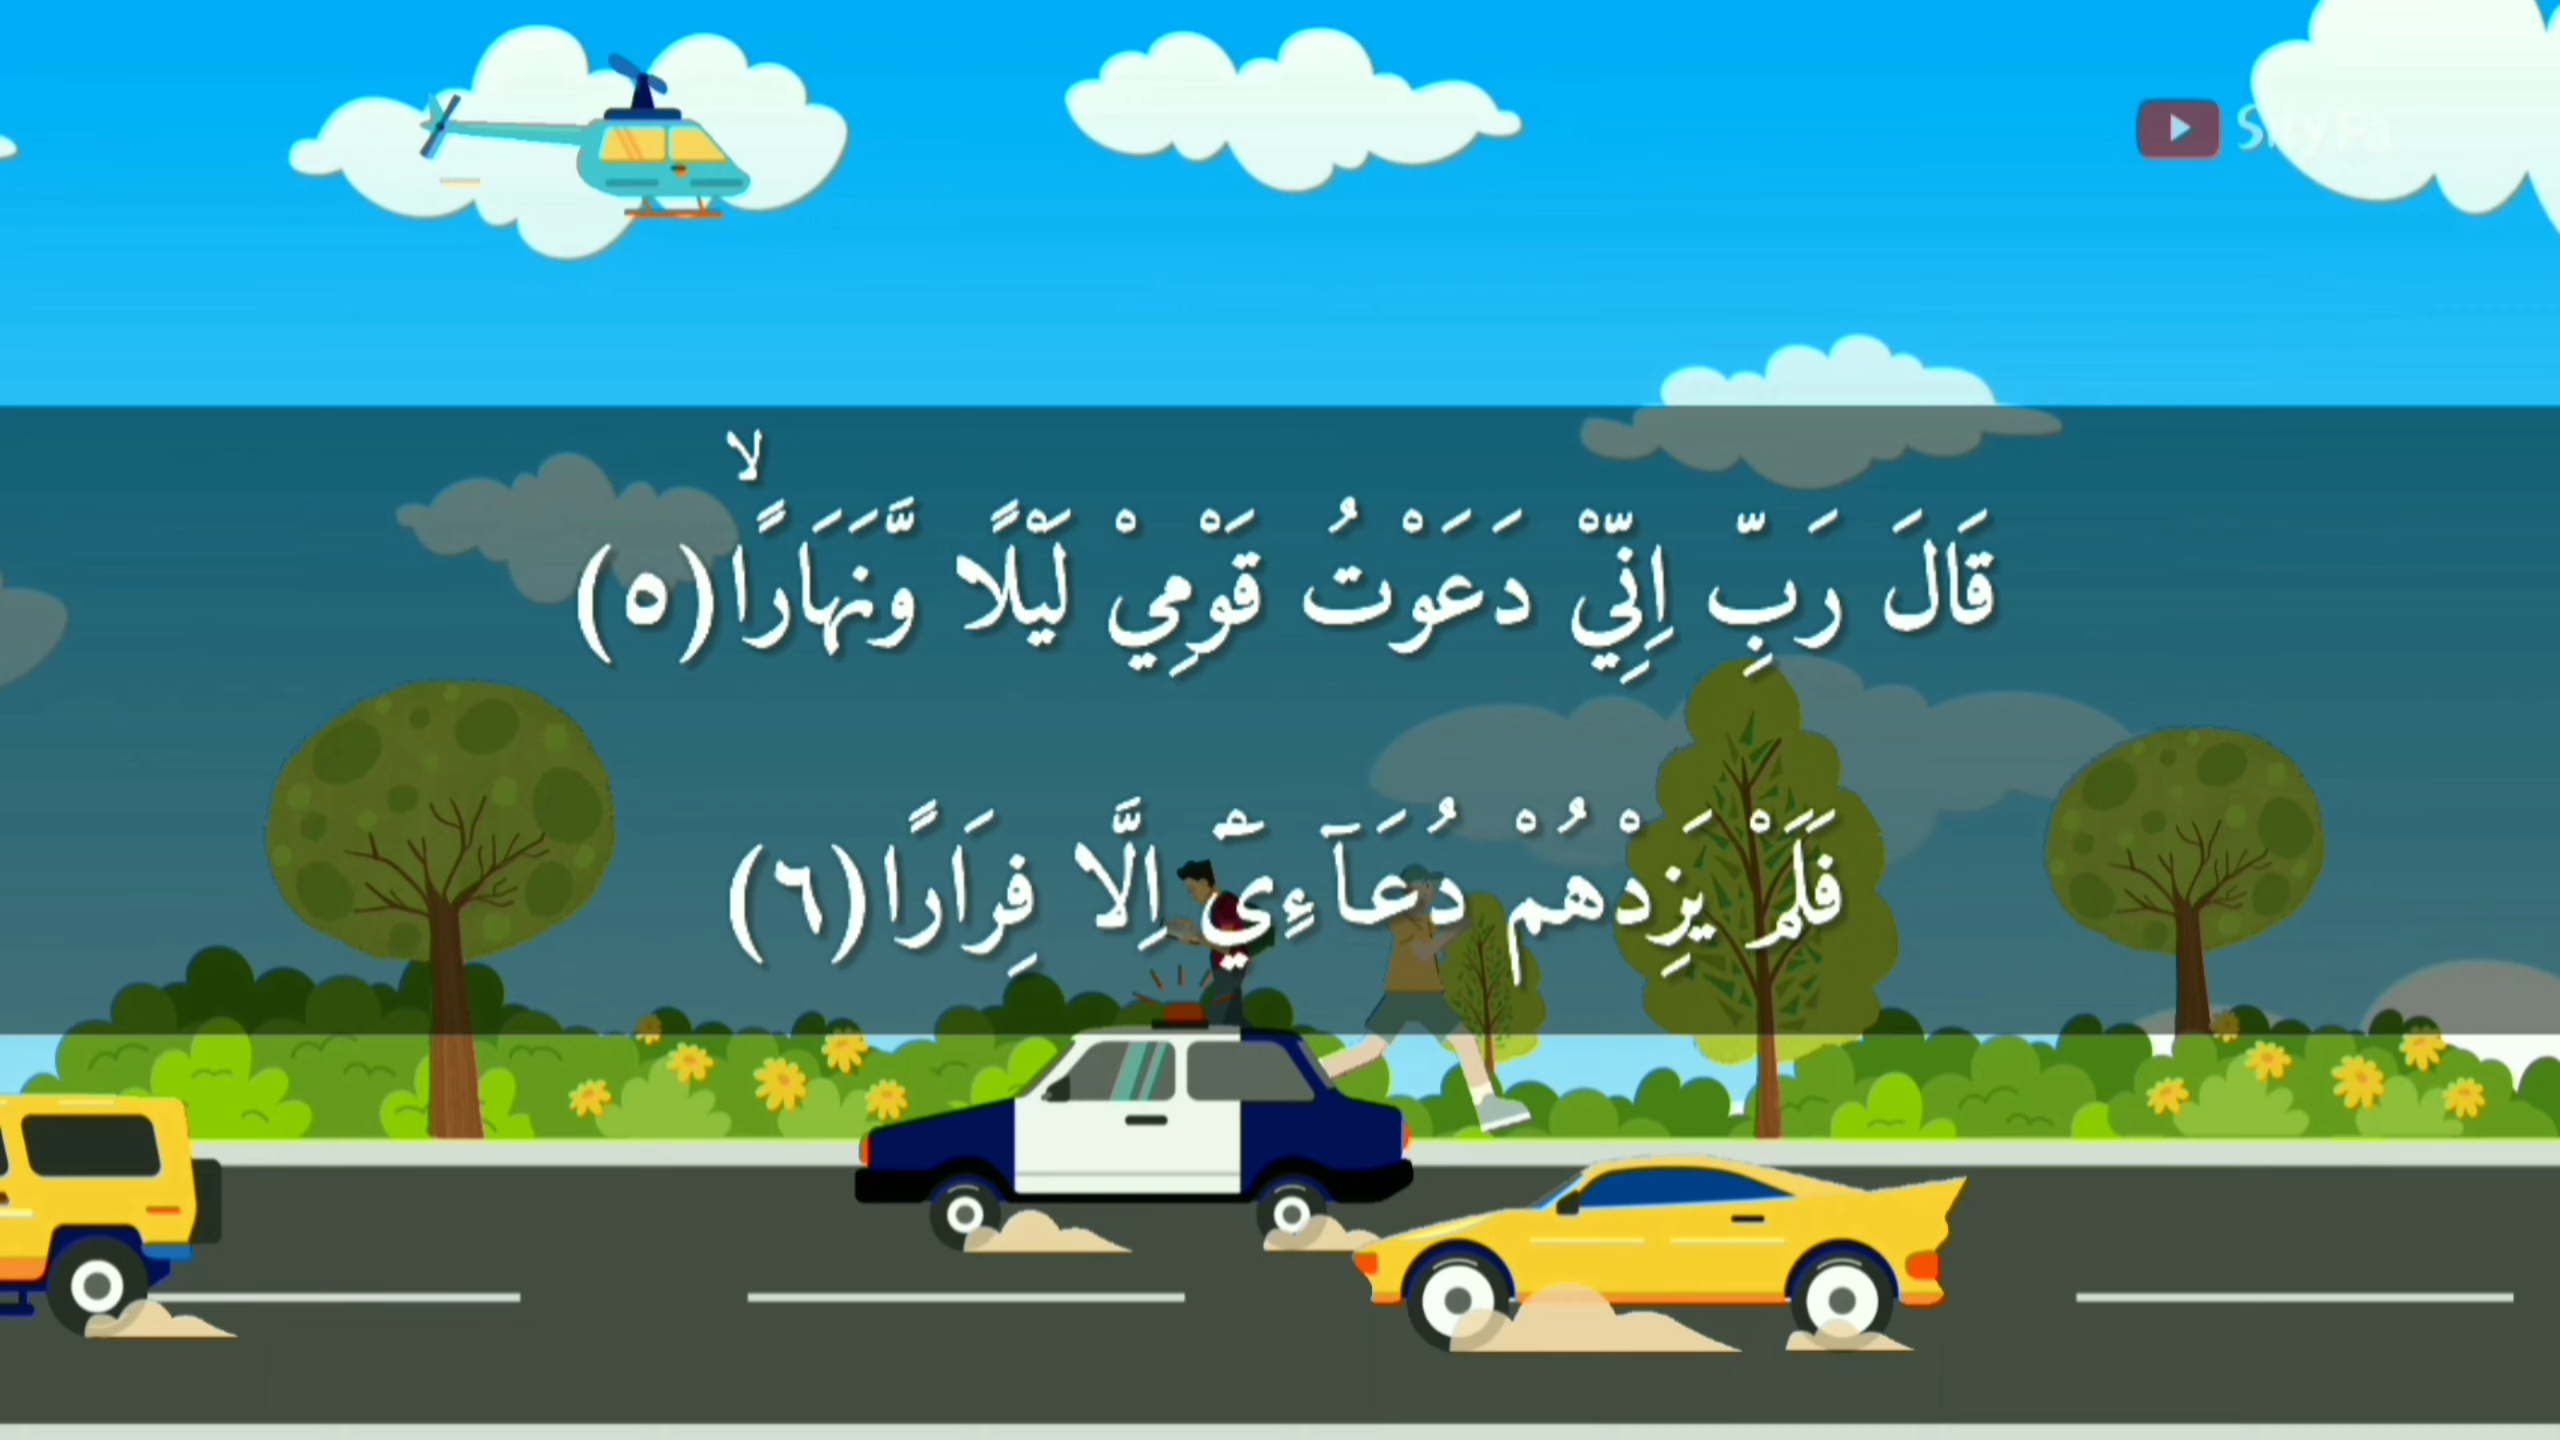 قَالَ رَبِّ اِنِّيْ دَعَوْتُ قَوْمِيْ لَيْلًا وَّنَهَارًا ۙ(٥)
فَلَمْ يَزِدْهُمْ دُعَآءِيْٓ اِلَّا فِرَارًا(٦)